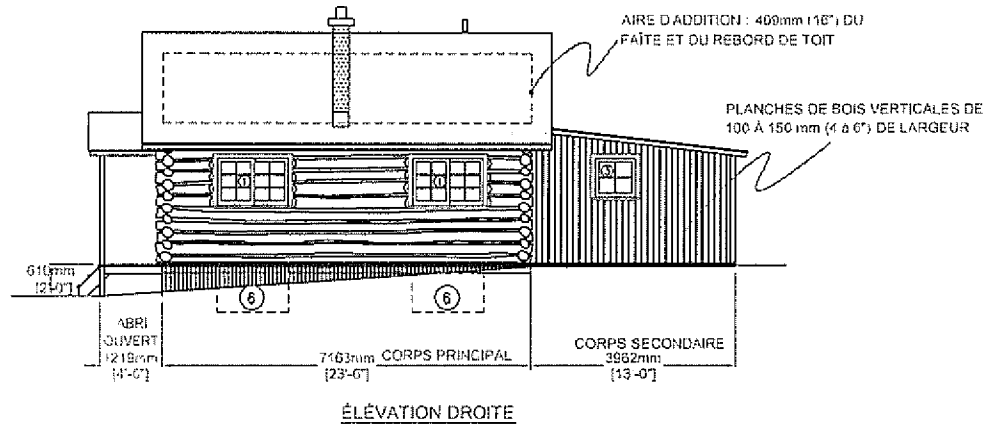 AIRE D'ADDITION : 409mm (16") DU
FAÎTE ET DU REBORD DE TOIT
PLANCHES DE BOIS VERTICALES DE
100 À 150 mm (4 à 6") DE LARGEUR
1
1
3
610mm
[2'-0"]
6
6
ABRI
OUVERT
1219mm
[4'-0"]
7163mm CORPS PRINCIPAL
[23'-6"]
CORPS SECONDAIRE
3962mm
[13'-0"]
ÉLÉVATION DROITE